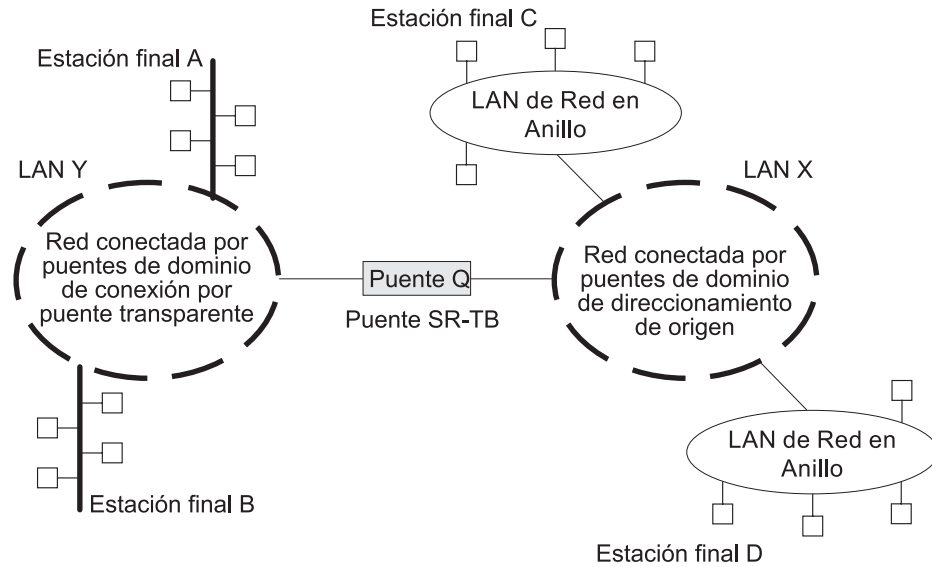 Estación final C
Estación final A
LAN de Red en
Anillo
LAN Y
LAN X
Red conectada por
puentes de dominio
de conexión por
puente transparente
Puente Q
Puente SR-TB
Red conectada por
puentes de dominio
de direccionamiento
de origen
LAN de Red en
Anillo
Estación final B
Estación final D